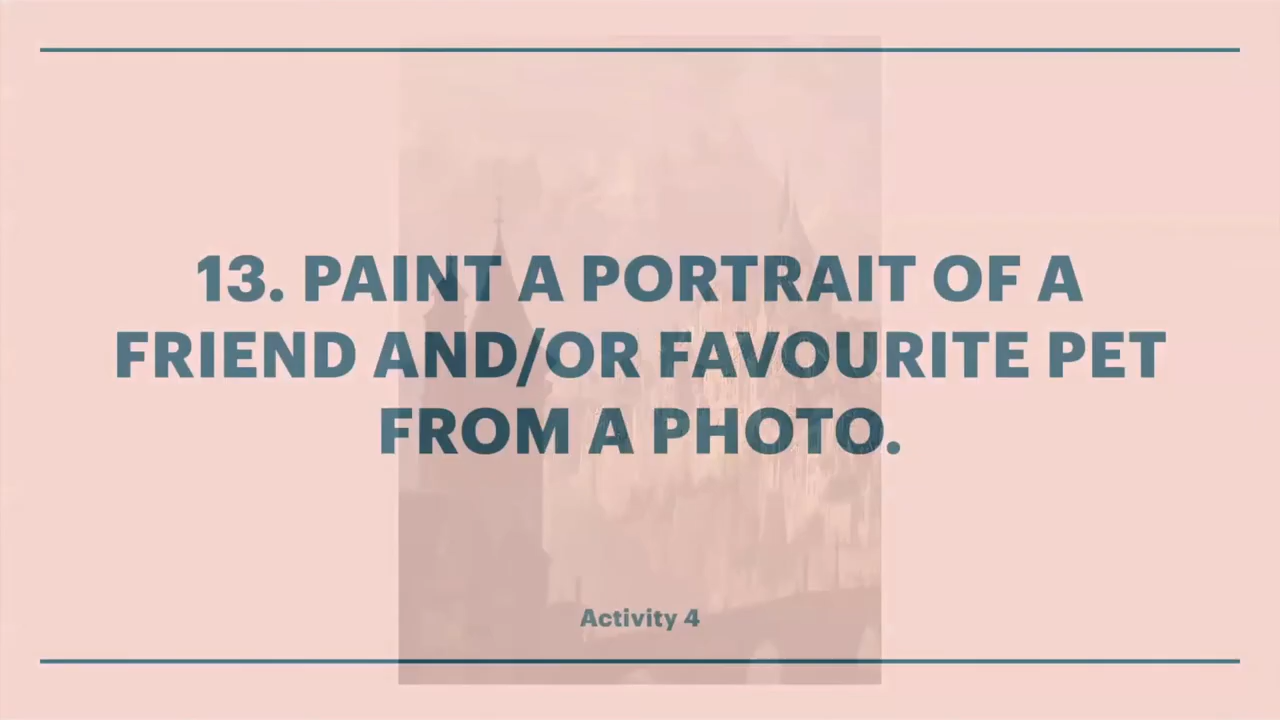 13. PAINT A PORTRAIT OF A
FRIEND AND/OR FAVOURITE PET
FROM A PHOTO.
Activity 4